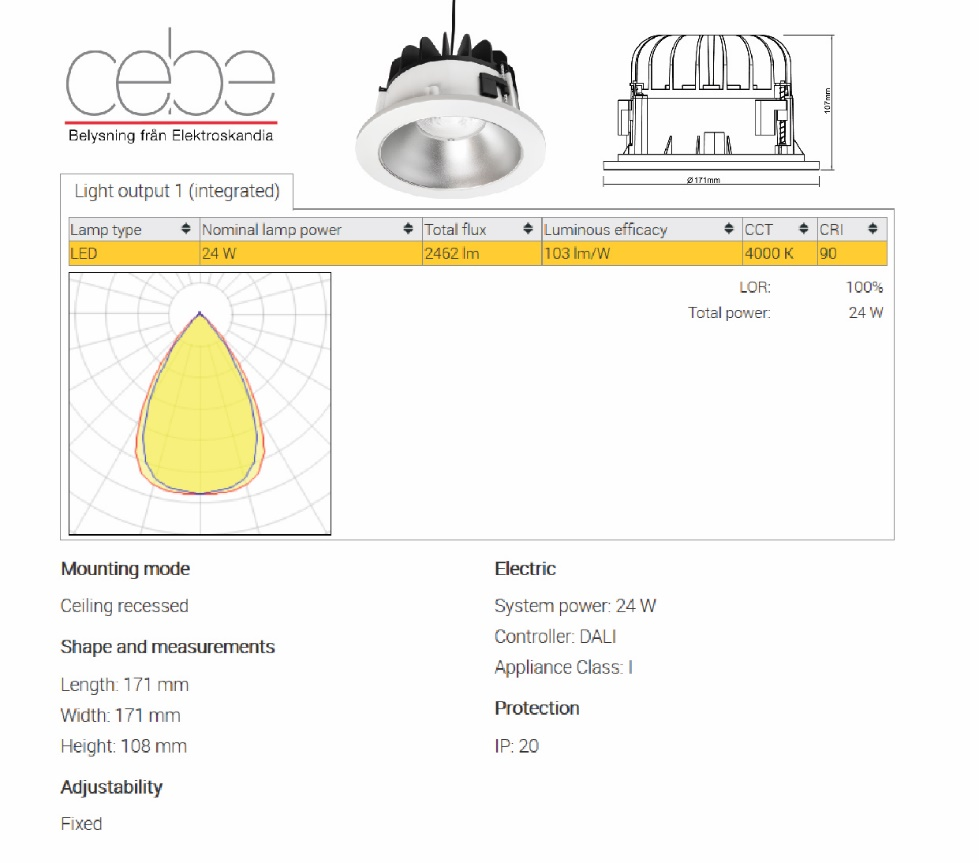 cebe
Belysning från Elektroskandia
107mm
Ø171mm
Light output 1 (integrated)
Lamp type Nominal lamp power Total flux Luminous efficacy CCT CRI
LED 24 W 2462 lm 103 lm/W 4000 K 90
LOR: 100%
Total power: 24 W
Mounting mode
Ceiling recessed
Shape and measurements
Length: 171 mm
Width: 171 mm
Height: 108 mm
Adjustability
Fixed
Electric
System power: 24 W
Controller: DALI
Appliance Class: I
Protection
IP: 20